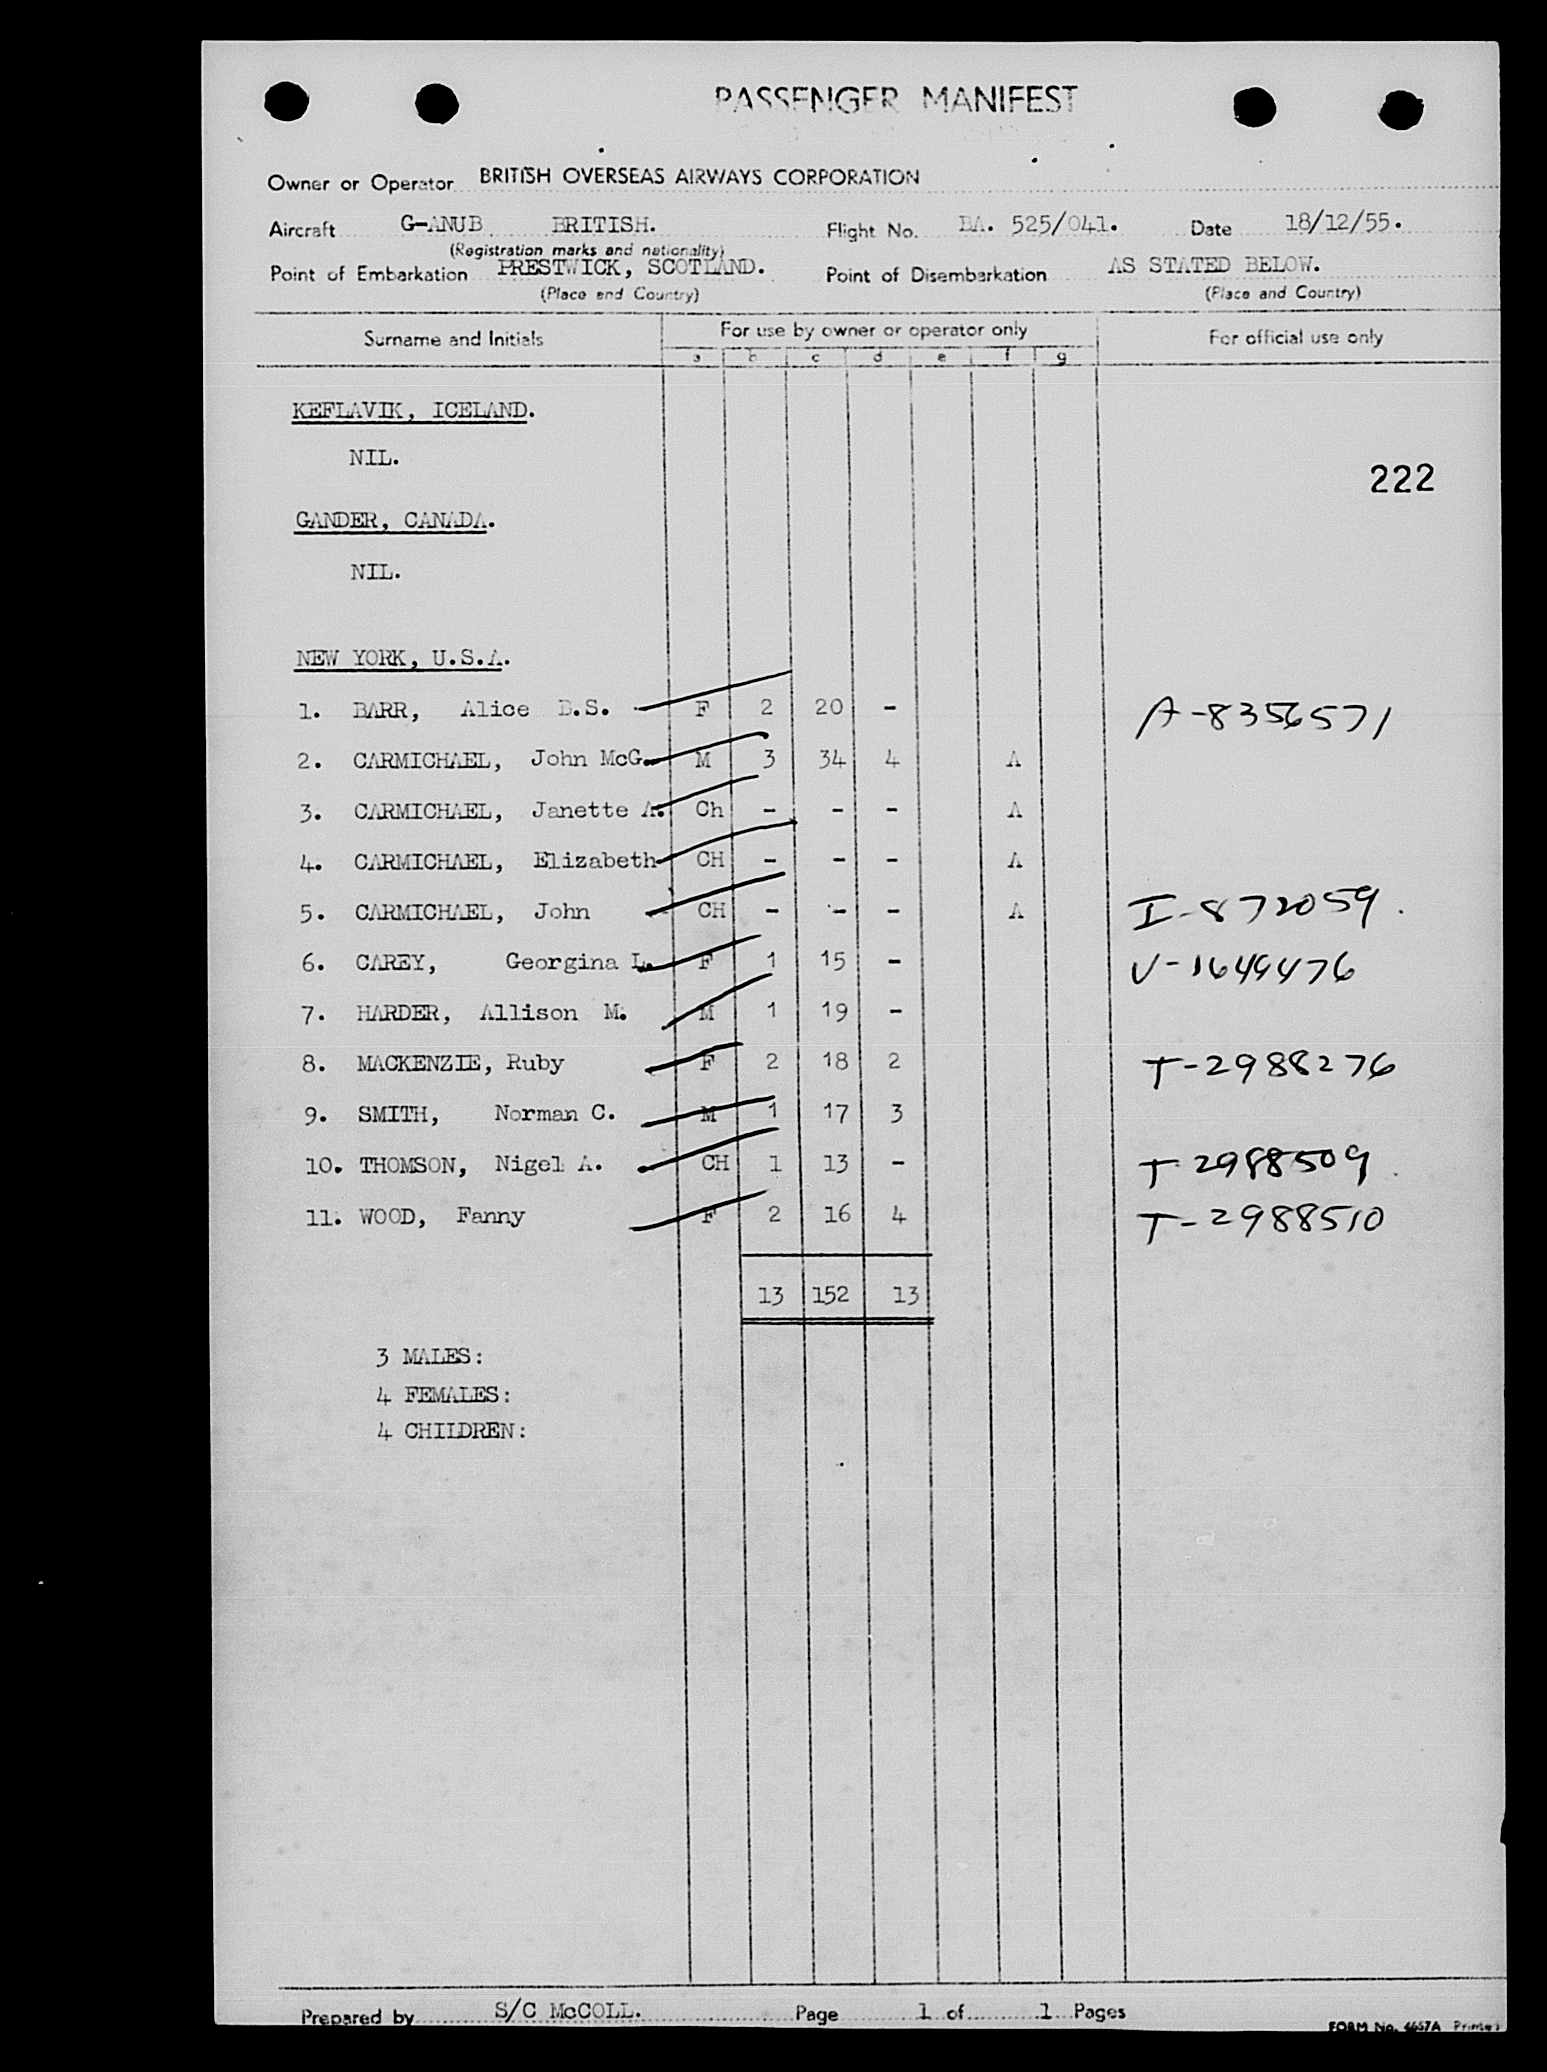 PASSENGER MANIFEST
Owner or Operator BRITISH OVERSEAS AIRWAYS CORPORATION
Aircraft G-ANUB BRITISH. Flight No. BA. 525/041. Date 18/12/55.
(Registration marks and nationality)
Point of Embarkation PRESTWICK, SCOTLAND. Point of Disembarkation AS STATED BELOW.
(Place and Country) (Place and Country)
Surname and Initials For use by owner or operator only For official use only
a b c d e f g
KEFLAVIK, ICELAND.
NIL.
222
GANDER, CANADA.
NIL.
NEW YORK, U.S.A.
1. BARR, Alice D.S. F 2 20 - A-8356571
2. CARMICHAEL, John McG. M 3 34 4 A
3. CARMICHAEL, Janette A. Ch - - - A
4. CARMICHAEL, Elizabeth CH - - - A
5. CARMICHAEL, John CH - - - A I-872059.
6. CAREY, Georgina L. F 1 15 - V-1649476
7. HARDER, Allison M. M 1 19 -
8. MACKENZIE, Ruby F 2 18 2 T-2988276
9. SMITH, Norman C. M 1 17 3
10. THOMSON, Nigel A. CH 1 13 - T-2988509
11. WOOD, Fanny F 2 16 4 T-2988510
13 152 13
3 MALES:
4 FEMALES:
4 CHILDREN:
Prepared by S/C McCOLL. Page 1 of 1 Pages
FORM No. 4657A Printed